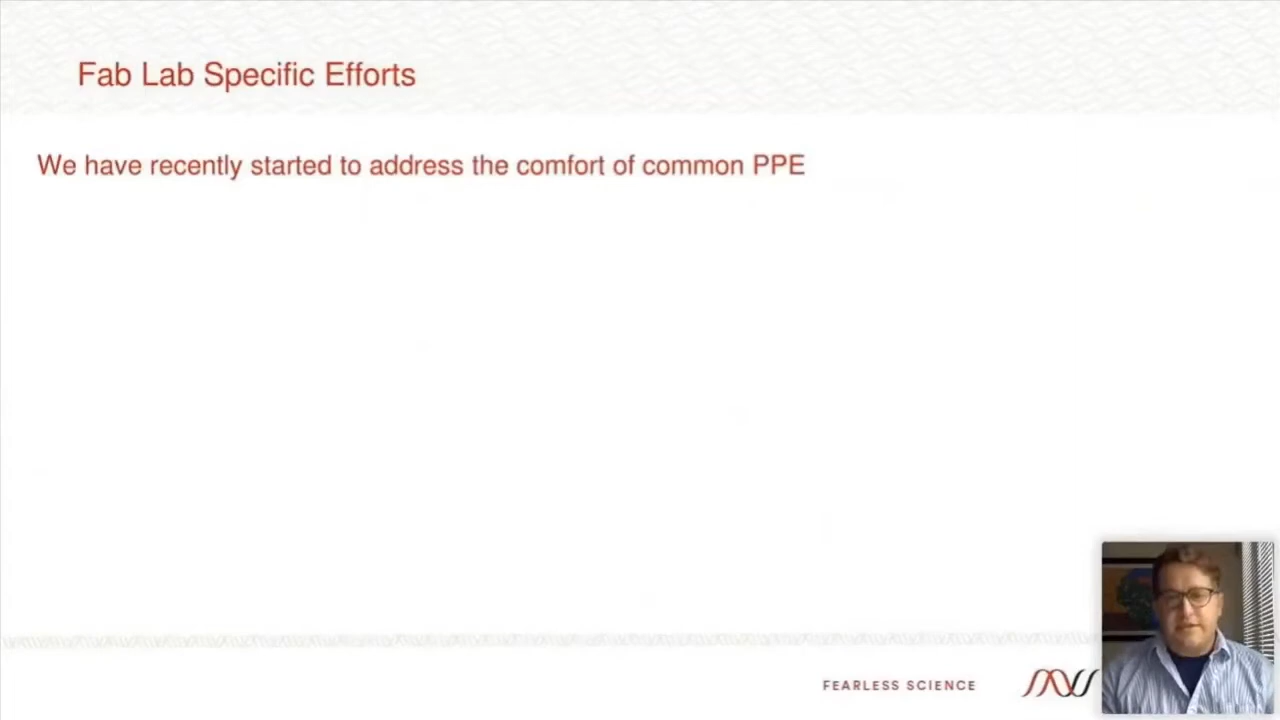 Fab Lab Specific Efforts
We have recently started to address the comfort of common PPE
FEARLESS SCIENCE